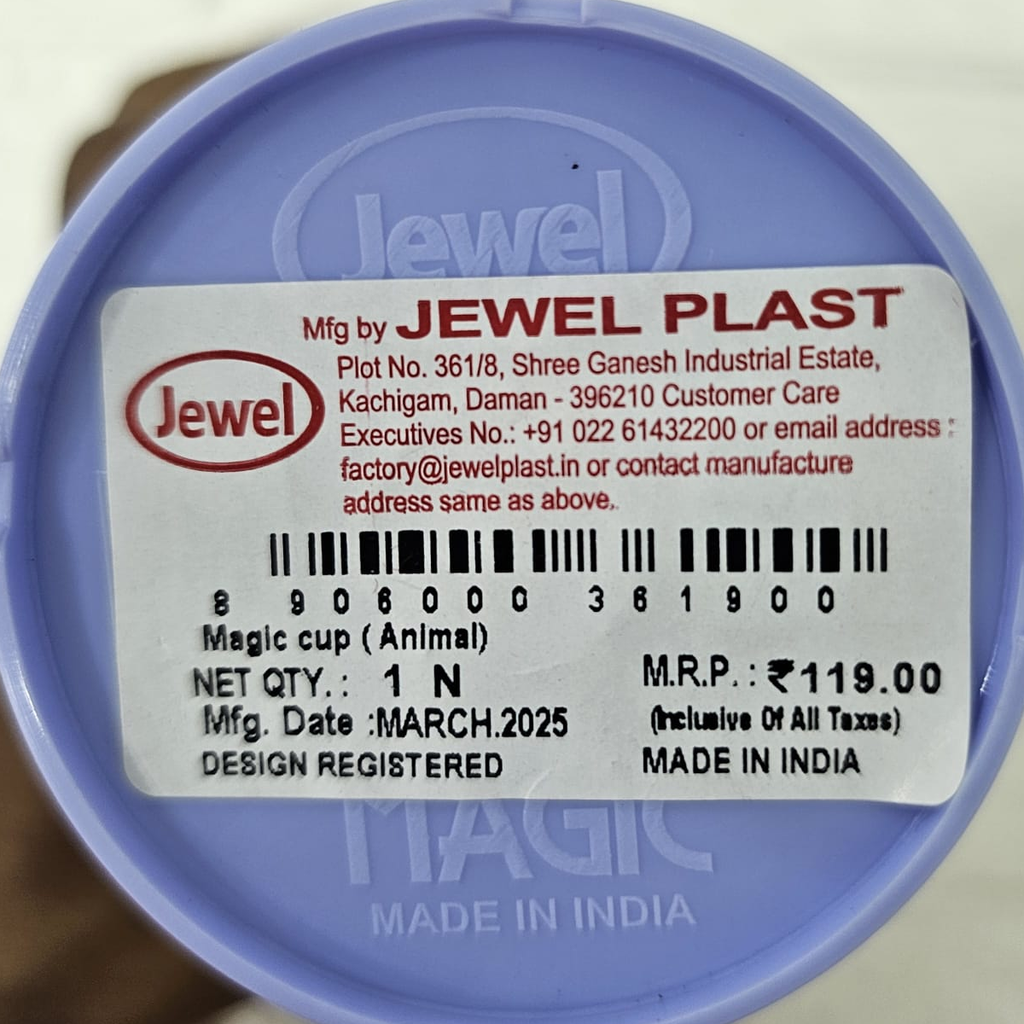 Jewel
Mfg by JEWEL PLAST
Jewel
Plot No. 361/8, Shree Ganesh Industrial Estate,
Kachigam, Daman - 396210 Customer Care
Executives No.: +91 022 61432200 or email address :
factory@jewelplast.in or contact manufacture
address same as above.
8 906000 361900
Magic cup ( Animal)
NET QTY.: 1 N
M.R.P. : ₹119.00
Mfg. Date :MARCH.2025
(Inclusive Of All Taxes)
DESIGN REGISTERED
MADE IN INDIA
MAGIC
MADE IN INDIA